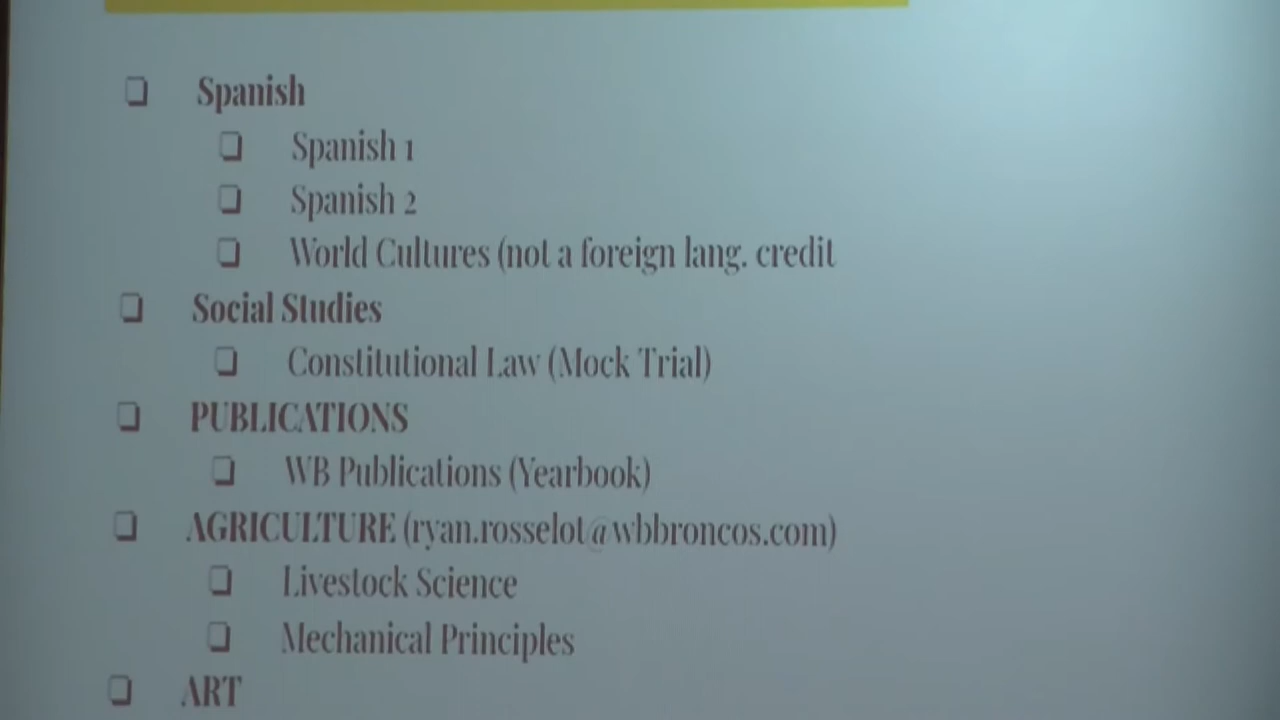 ❏ Spanish
❏ Spanish 1
❏ Spanish 2
❏ World Cultures (not a foreign lang. credit
❏ Social Studies
❏ Constitutional Law (Mock Trial)
❏ PUBLICATIONS
❏ WB Publications (Yearbook)
❏ AGRICULTURE (ryan.rosselot@wbbroncos.com)
❏ Livestock Science
❏ Mechanical Principles
❏ ART